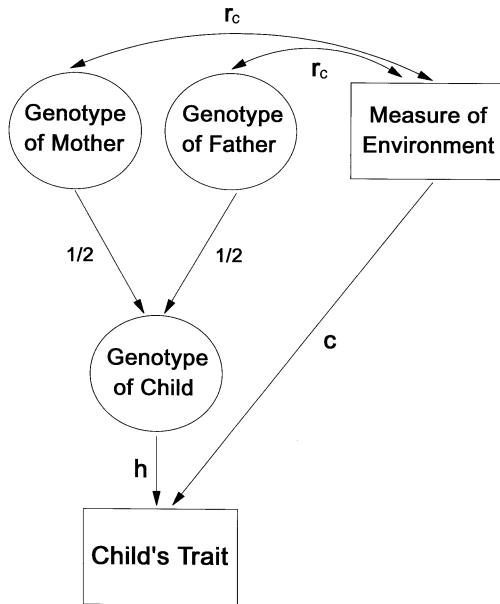 rc
rc
Genotype
of Mother
Genotype
of Father
Measure of
Environment
1/2
1/2
Genotype
of Child
c
h
Child's Trait